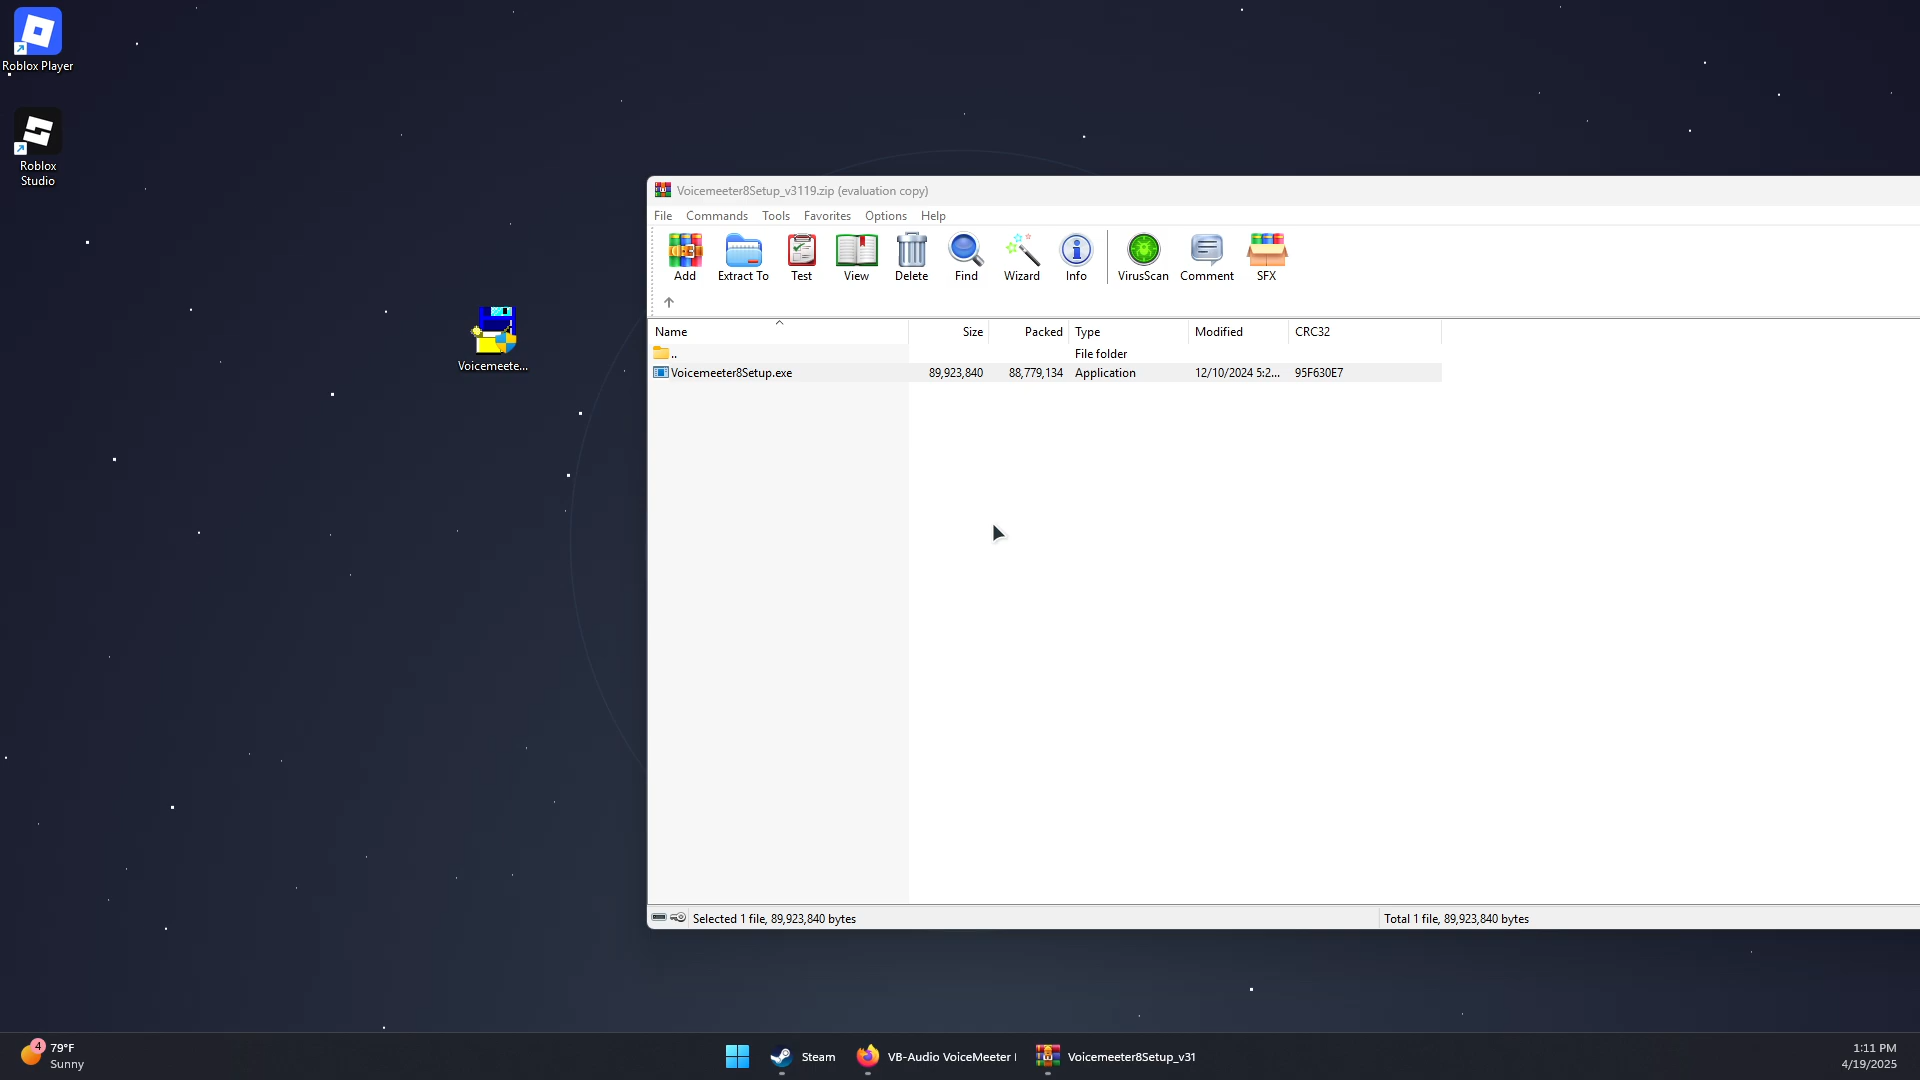 Roblox Player
Roblox
Studio
Voicemeete...
Voicemeeter8Setup_v3119.zip (evaluation copy)
File Commands Tools Favorites Options Help
Add Extract To Test View Delete Find Wizard Info VirusScan Comment SFX
Name Size Packed Type Modified CRC32
.. File folder
Voicemeeter8Setup.exe 89,923,840 88,779,134 Application 12/10/2024 5:2... 95F630E7
Selected 1 file, 89,923,840 bytes Total 1 file, 89,923,840 bytes
4 79°F
Sunny
Steam
VB-Audio VoiceMeeter
Voicemeeter8Setup_v31
1:11 PM
4/19/2025